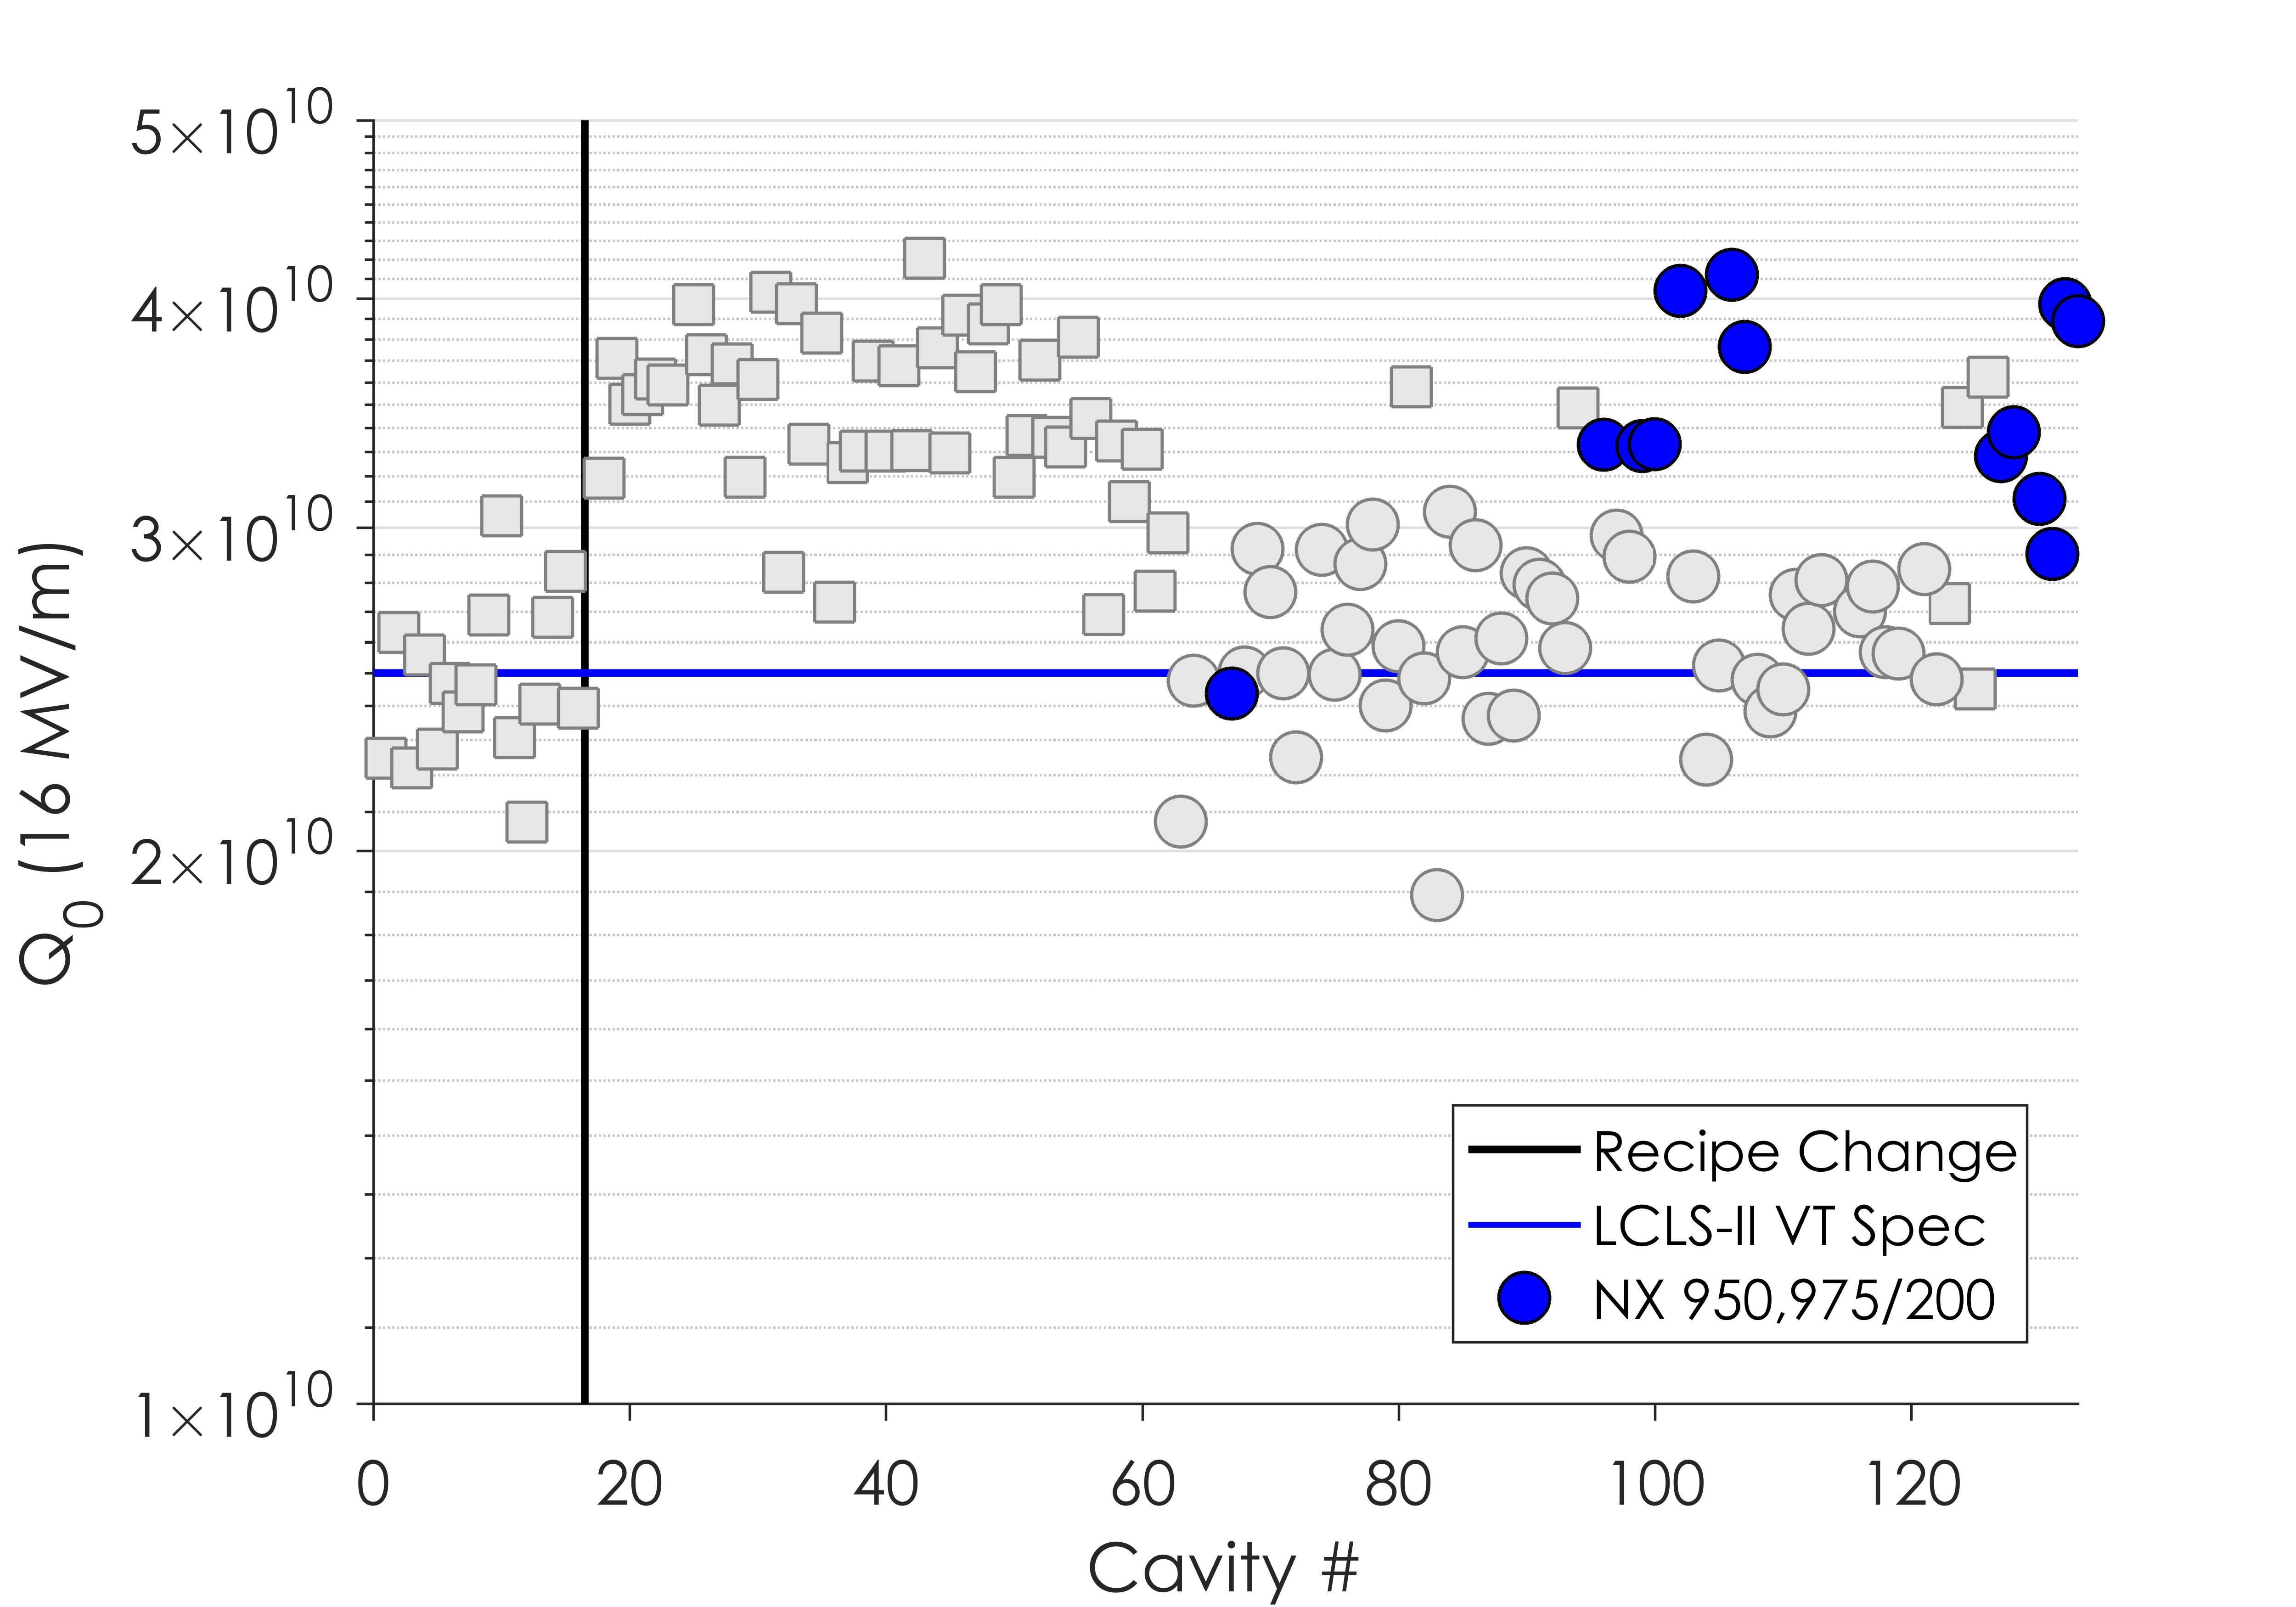 5×10^10
4×10^10
3×10^10
2×10^10
1×10^10
Q_0 (16 MV/m)
0 20 40 60 80 100 120
Cavity #
Recipe Change
LCLS-II VT Spec
NX 950,975/200